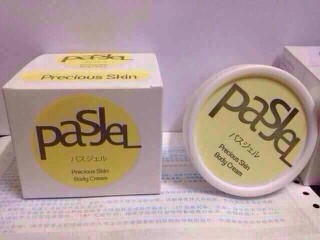 Precious Skin
PasJeL
パスジェル
Precious Skin
Body Cream
PasJeL
パスジェル
Precious Skin
Body Cream